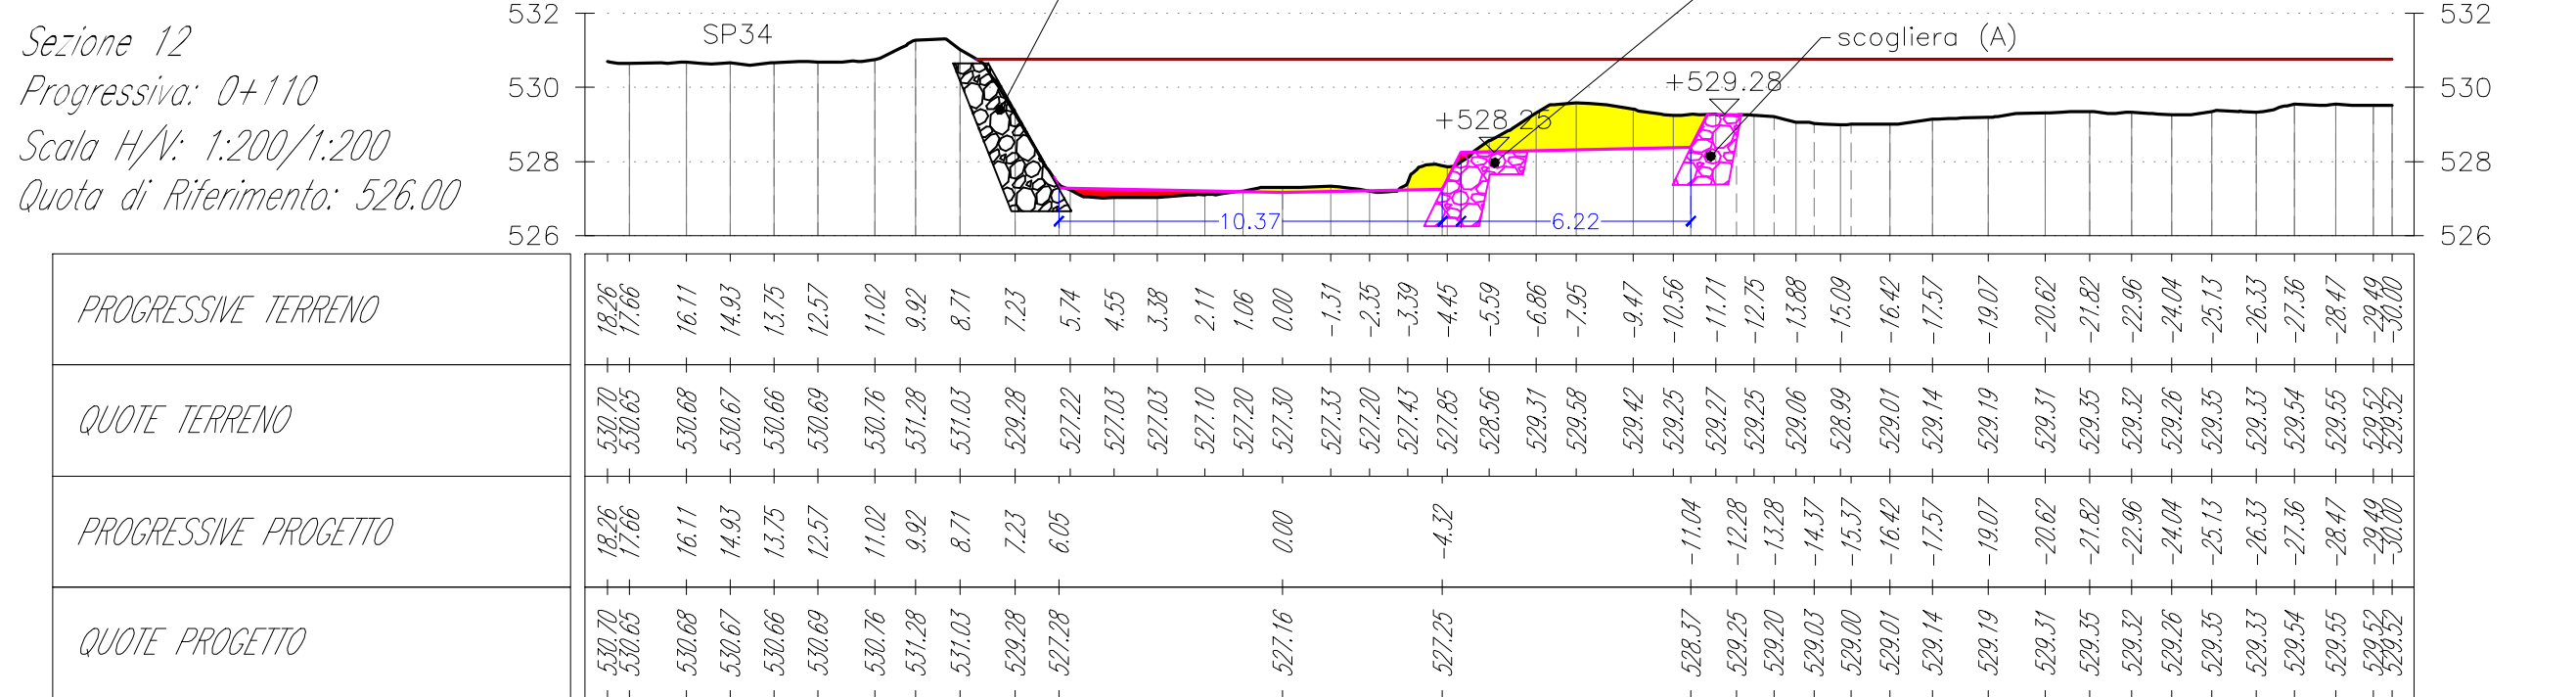 Sezione 12
Progressiva: 0+110
Scala H/V: 1:200/1:200
Quota di Riferimento: 526.00
532 532
530 530
528 528
526 526
SP34
scogliera (A)
+529.28
+528.25
10.37 6.22
PROGRESSIVE TERRENO 18.26 17.66 16.11 14.93 13.75 12.57 11.02 9.92 8.71 7.23 5.74 4.55 3.38 2.11 1.06 0.00 -1.31 -2.35 -3.39 -4.45 -5.59 -6.86 -7.95 -9.47 -10.56 -11.71 -12.75 -13.88 -15.09 -16.42 -17.57 -19.07 -20.62 -21.82 -22.96 -24.04 -25.13 -26.33 -27.36 -28.47 -29.49 -30.00
QUOTE TERRENO 530.70 530.65 530.68 530.67 530.66 530.69 530.76 531.28 531.03 529.28 527.22 527.03 527.03 527.10 527.20 527.30 527.33 527.20 527.43 527.85 528.56 529.31 529.58 529.42 529.25 529.27 529.25 529.06 528.99 529.01 529.14 529.19 529.31 529.35 529.32 529.26 529.35 529.33 529.54 529.55 529.52 529.52
PROGRESSIVE PROGETTO 18.26 17.66 16.11 14.93 13.75 12.57 11.02 9.92 8.71 7.23 6.05 0.00 -4.32 -11.04 -12.28 -13.28 -14.37 -15.37 -16.42 -17.57 -19.07 -20.62 -21.82 -22.96 -24.04 -25.13 -26.33 -27.36 -28.47 -29.49 -30.00
QUOTE PROGETTO 530.70 530.65 530.68 530.67 530.66 530.69 530.76 531.28 531.03 529.28 527.28 527.16 527.25 528.37 529.25 529.20 529.03 529.00 529.01 529.14 529.19 529.31 529.35 529.32 529.26 529.35 529.33 529.54 529.55 529.52 529.52